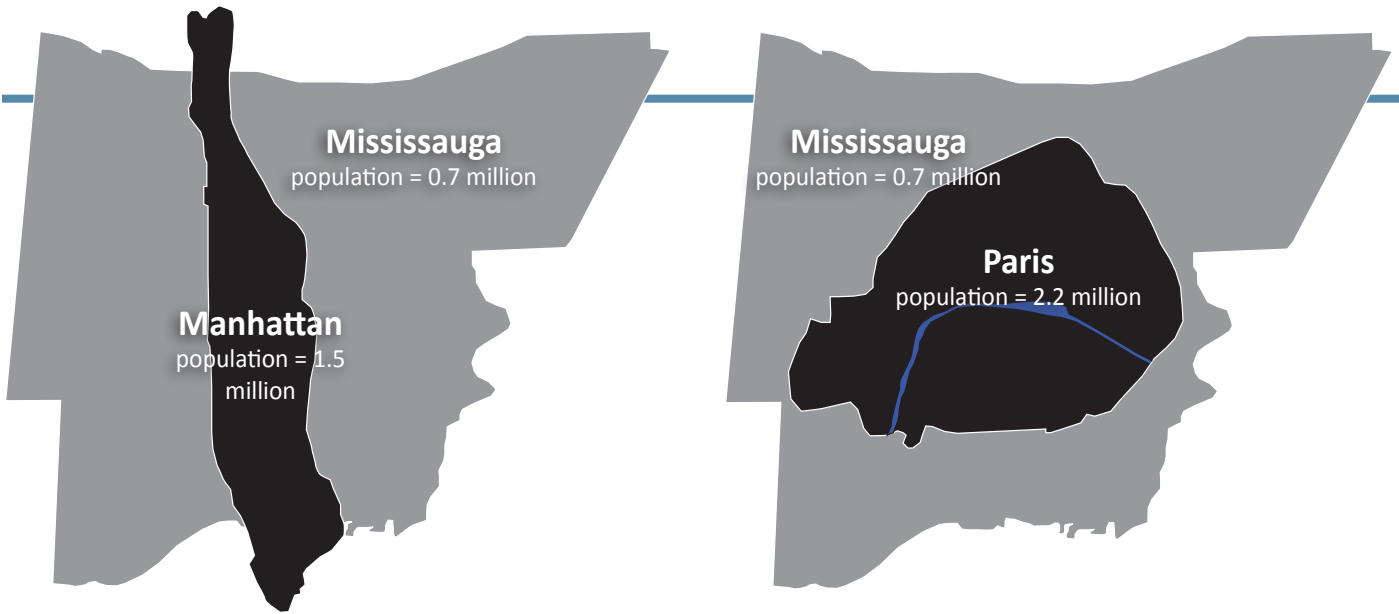 Mississauga
population = 0.7 million
Manhattan
population = 1.5
million
Mississauga
population = 0.7 million
Paris
population = 2.2 million